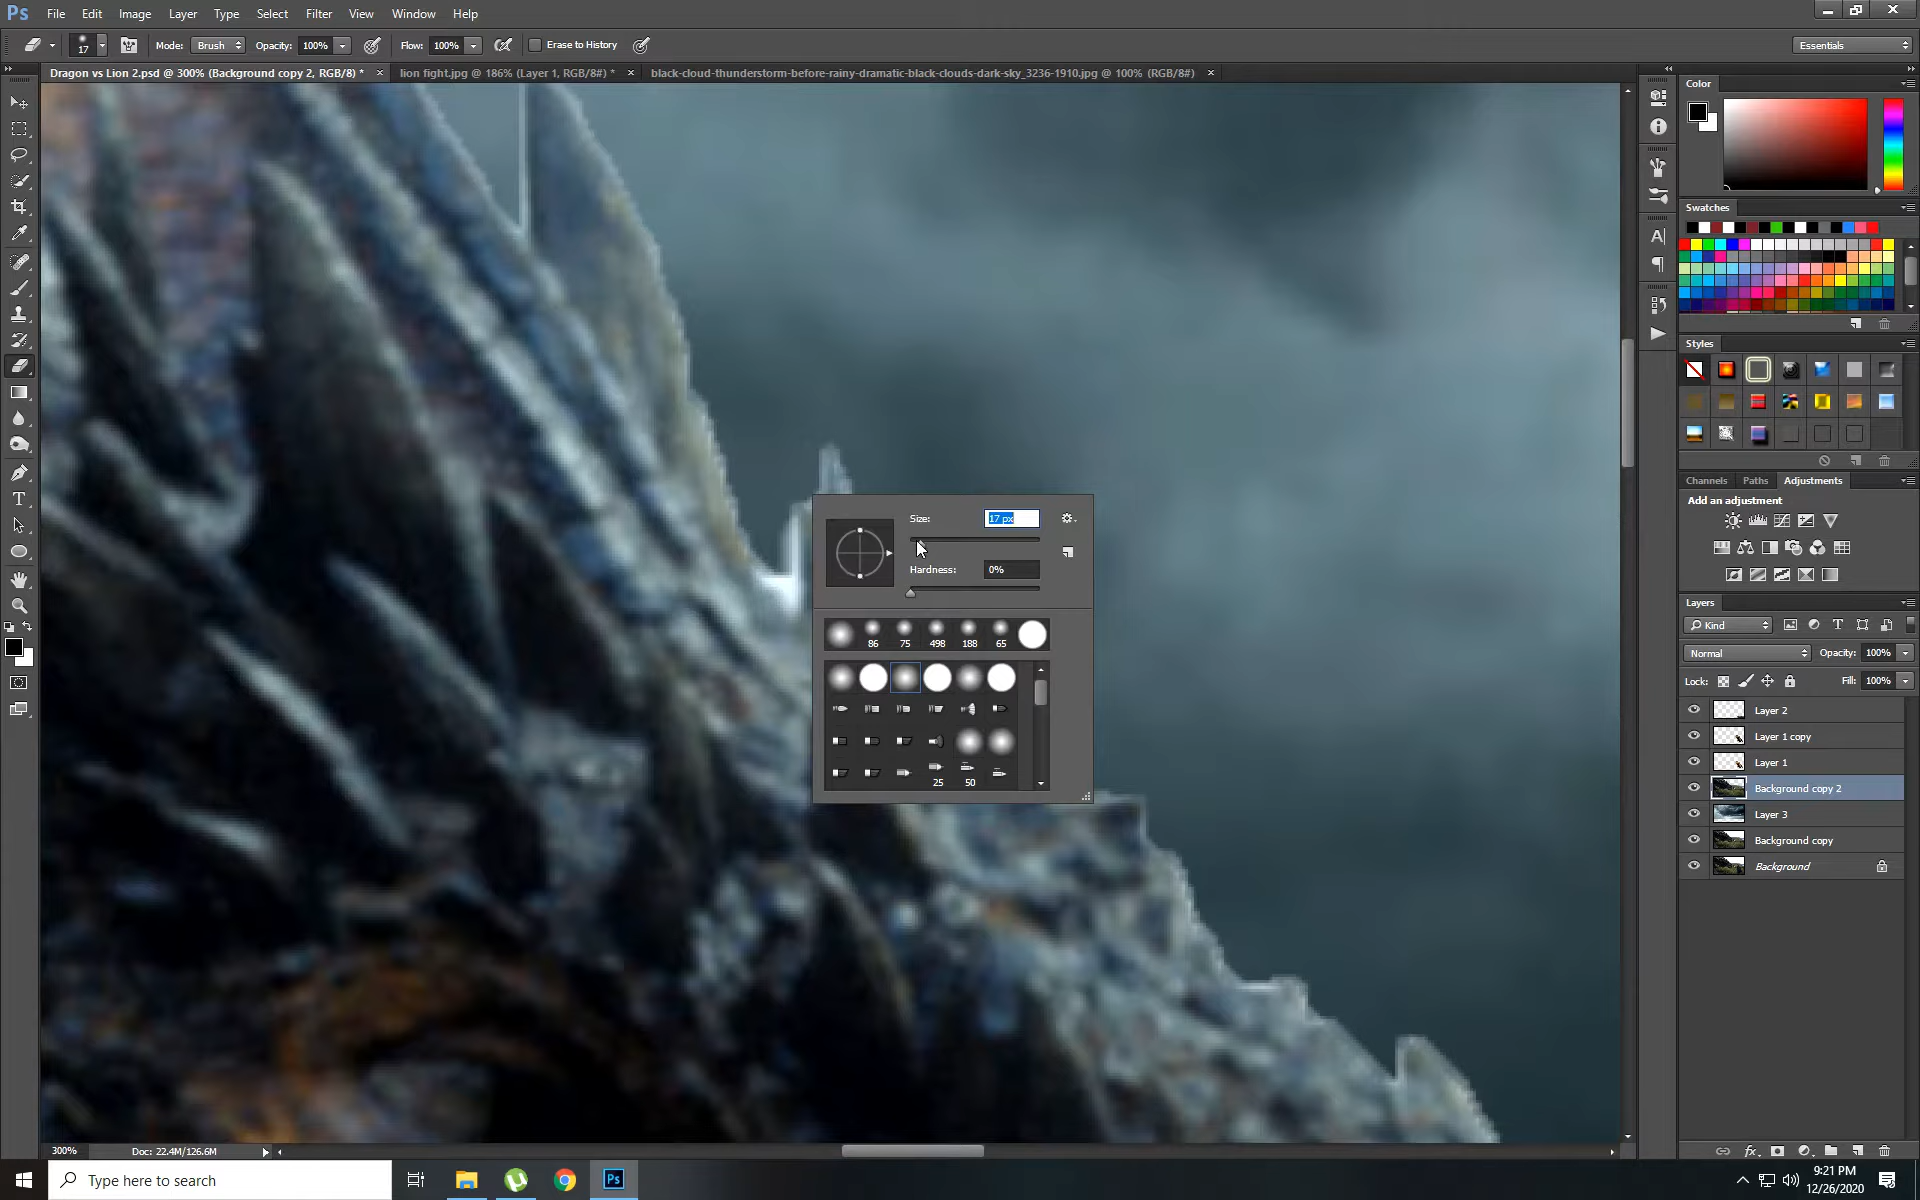 Ps File Edit Image Layer Type Select Filter View Window Help
17 Mode: Brush Opacity: 100% Flow: 100% Erase to History Essentials
Dragon vs Lion 2.psd @ 300% (Background copy 2, RGB/8) * × lion fight.jpg @ 186% (Layer 1, RGB/8#) * × black-cloud-thunderstorm-before-rainy-dramatic-black-clouds-dark-sky_3236-1910.jpg @ 100% (RGB/8#) ×
Color
Swatches
Styles
Channels Paths Adjustments
Add an adjustment
Size: 17 px
Hardness: 0%
86 75 498 188 65
25 50
Layers
Kind
Normal Opacity: 100%
Lock: Fill: 100%
Layer 2
Layer 1 copy
Layer 1
Background copy 2
Layer 3
Background copy
Background
300% Doc: 22.4M/126.6M
Type here to search Ps 9:21 PM
12/26/2020